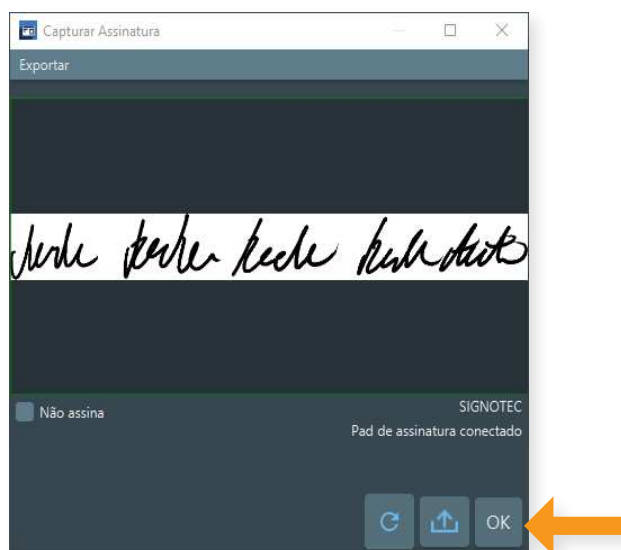 Capturar Assinatura
Exportar
Não assina
SIGNOTEC
Pad de assinatura conectado
OK